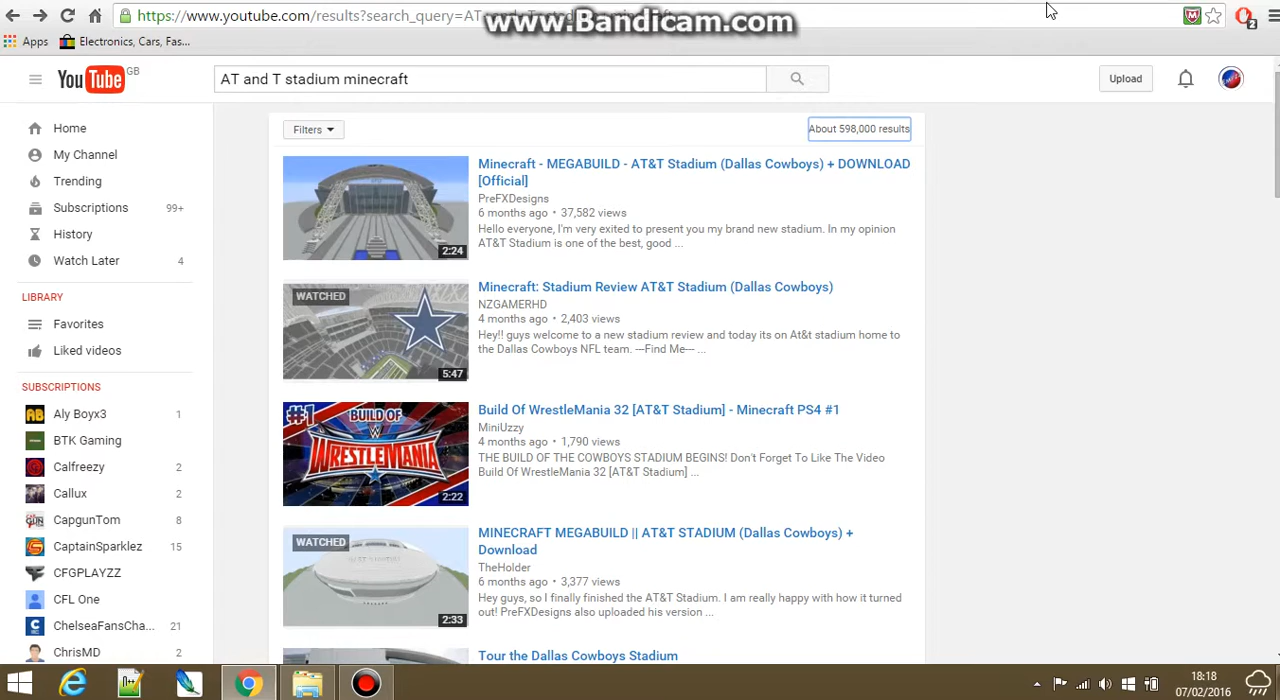 https://www.youtube.com/results?search_query=AT
www.Bandicam.com
2
Apps
Electronics, Cars, Fas...
YouTube GB
AT and T stadium minecraft
Upload
Home
My Channel
Trending
Subscriptions 99+
History
Watch Later 4
LIBRARY
Favorites
Liked videos
SUBSCRIPTIONS
AB Aly Boyx3 1
BTK Gaming
Calfreezy 2
Callux 2
CapgunTom 8
CaptainSparklez 15
CFGPLAYZZ
CFL One
ChelseaFansCha... 21
ChrisMD 2
Filters
About 598,000 results
2:24
Minecraft - MEGABUILD - AT&T Stadium (Dallas Cowboys) + DOWNLOAD
[Official]
PreFXDesigns
6 months ago • 37,582 views
Hello everyone, I'm very exited to present you my brand new stadium. In my opinion
AT&T Stadium is one of the best, good ...
WATCHED
5:47
Minecraft: Stadium Review AT&T Stadium (Dallas Cowboys)
NZGAMERHD
4 months ago • 2,403 views
Hey!! guys welcome to a new stadium review and today its on At&t stadium home to
the Dallas Cowboys NFL team. ---Find Me--- ...
#1 BUILD OF
WRESTLEMANIA
2:22
Build Of WrestleMania 32 [AT&T Stadium] - Minecraft PS4 #1
MiniUzzy
4 months ago • 1,790 views
THE BUILD OF THE COWBOYS STADIUM BEGINS! Don't Forget To Like The Video
Build Of WrestleMania 32 [AT&T Stadium] ...
WATCHED
2:33
MINECRAFT MEGABUILD || AT&T STADIUM (Dallas Cowboys) +
Download
TheHolder
6 months ago • 3,377 views
Hey guys, so I finally finished the AT&T Stadium. I am really happy with how it turned
out! PreFXDesigns also uploaded his version ...
Tour the Dallas Cowboys Stadium
18:18
07/02/2016